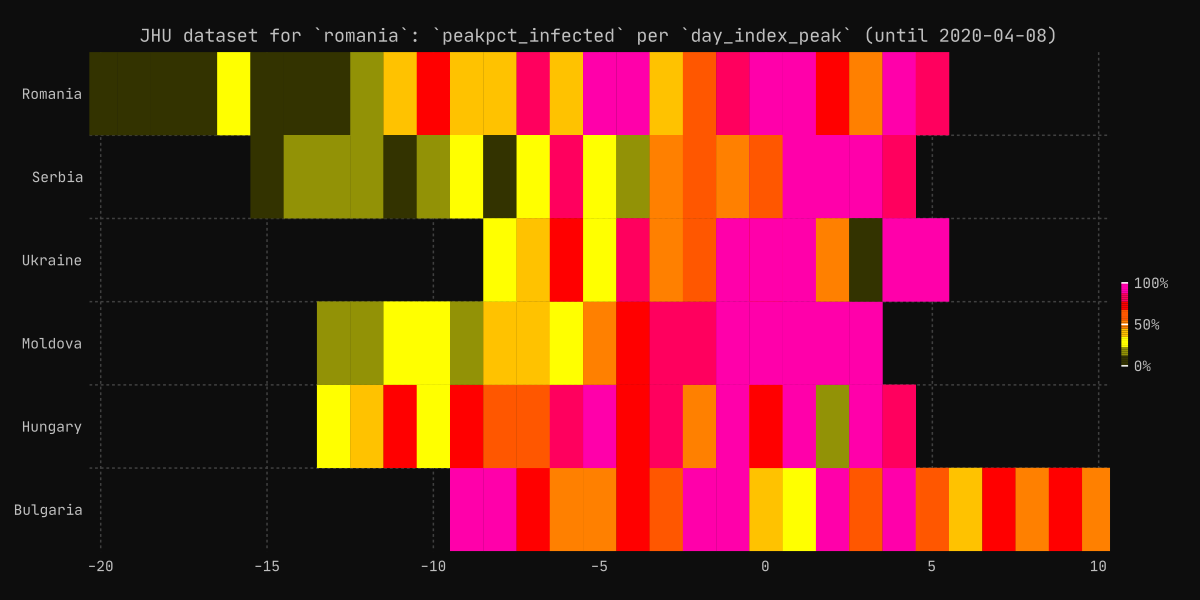 JHU dataset for `romania`: `peakpct_infected` per `day_index_peak` (until 2020-04-08)
Romania
Serbia
Ukraine
Moldova
Hungary
Bulgaria
100%
50%
0%
-20 -15 -10 -5 0 5 10